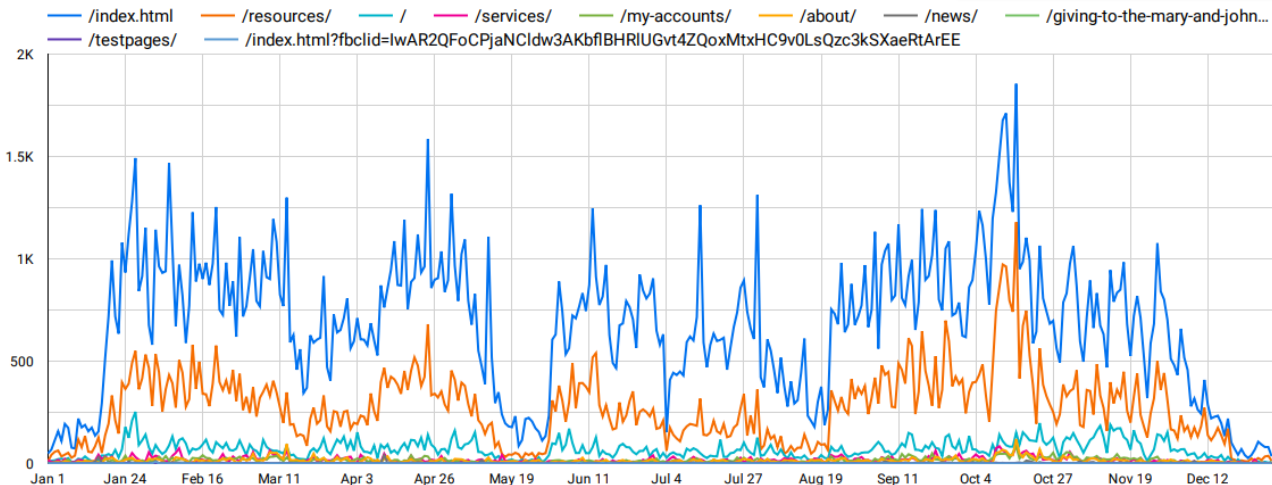 /index.html /resources/ / /services/ /my-accounts/ /about/ /news/ /giving-to-the-mary-and-john...
/testpages/ /index.html?fbclid=IwAR2QFoCPjaNCldw3AKbflBHRlUGvt4ZQoxMtxHC9v0LsQzc3kSXaeRtArEE
2K
1.5K
1K
500
0
Jan 1 Jan 24 Feb 16 Mar 11 Apr 3 Apr 26 May 19 Jun 11 Jul 4 Jul 27 Aug 19 Sep 11 Oct 4 Oct 27 Nov 19 Dec 12